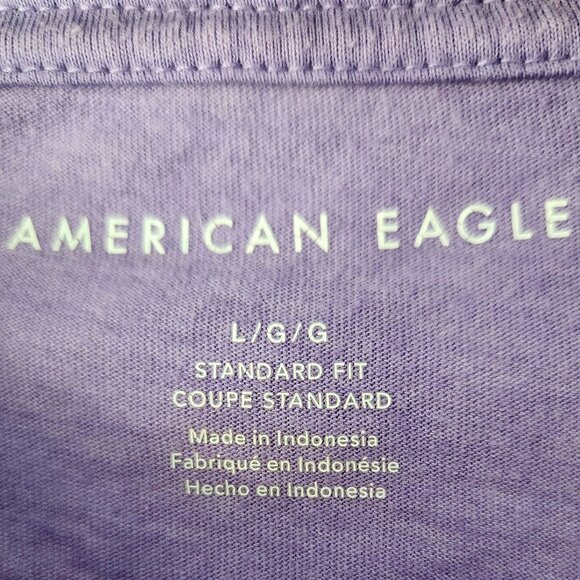 AMERICAN EAGLE
L/G/G
STANDARD FIT
COUPE STANDARD
Made in Indonesia
Fabriqué en Indonésie
Hecho en Indonesia